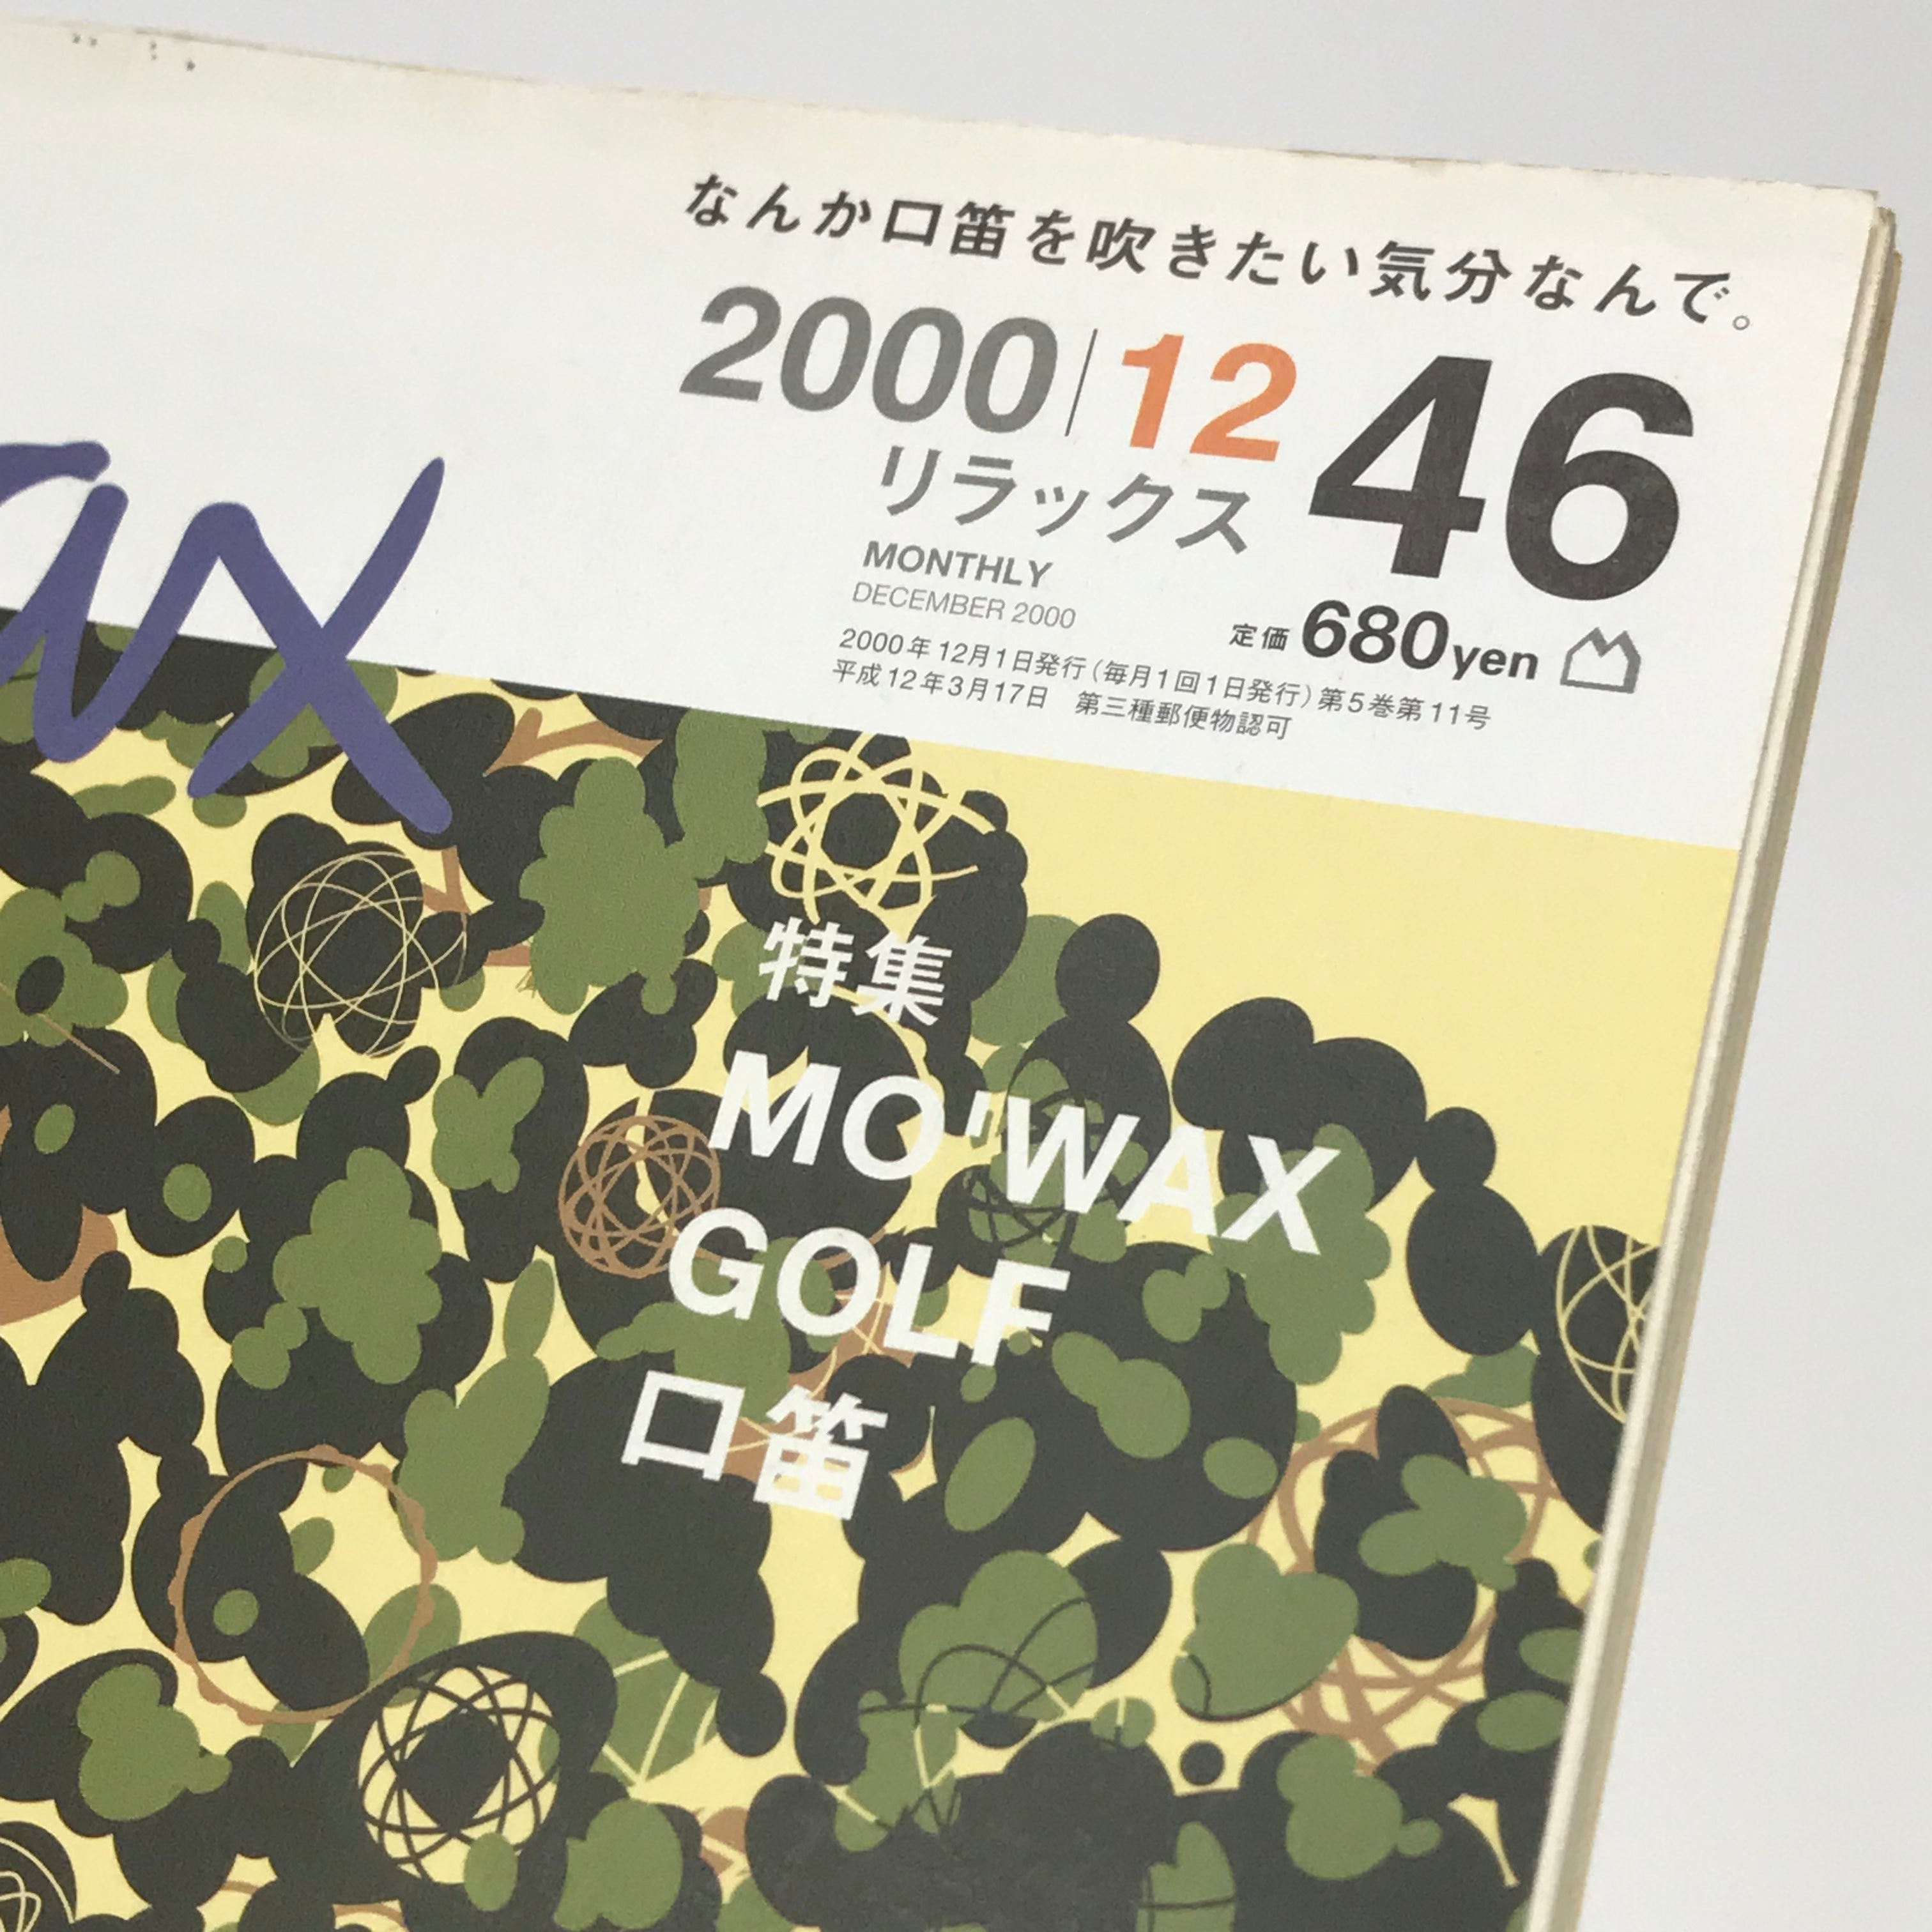 なんか口笛を吹きたい気分なんで。
2000|12 46
リラックス
MONTHLY
DECEMBER 2000
定価 680yen
2000年12月1日発行(毎月1回1日発行)第5巻第11号
平成12年3月17日 第三種郵便物認可
ax
特集
MO'WAX
GOLF
口笛